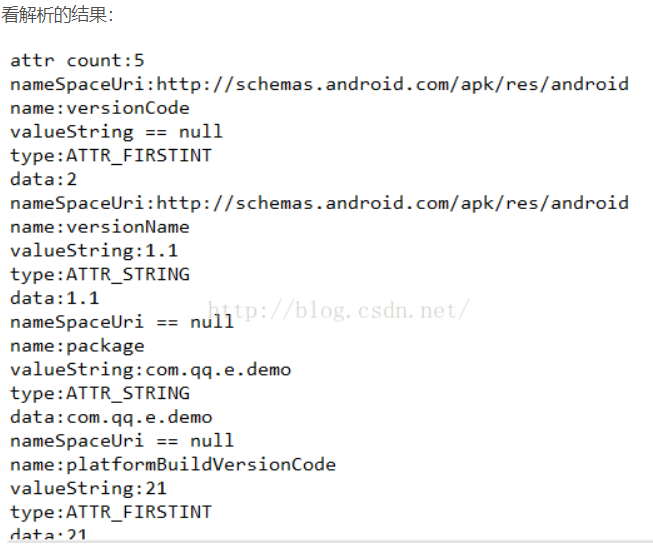 看解析的结果：
attr count:5
nameSpaceUri:http://schemas.android.com/apk/res/android
name:versionCode
valueString == null
type:ATTR_FIRSTINT
data:2
nameSpaceUri:http://schemas.android.com/apk/res/android
name:versionName
valueString:1.1
type:ATTR_STRING
data:1.1
http://blog.csdn.net/
nameSpaceUri == null
name:package
valueString:com.qq.e.demo
type:ATTR_STRING
data:com.qq.e.demo
nameSpaceUri == null
name:platformBuildVersionCode
valueString:21
type:ATTR_FIRSTINT
data:21